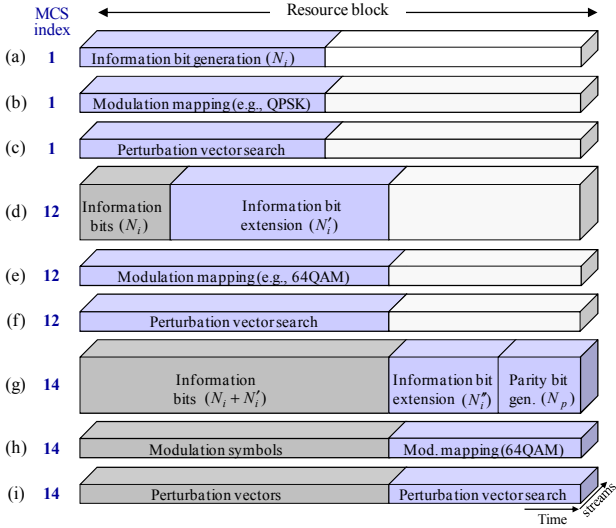 MCS index
Resource block
(a) 1 Information bit generation (N_i)
(b) 1 Modulation mapping (e.g., QPSK)
(c) 1 Perturbation vector search
(d) 12 Information bits (N_i) Information bit extension (N_i′)
(e) 12 Modulation mapping (e.g., 64QAM)
(f) 12 Perturbation vector search
(g) 14 Information bits (N_i + N_i′) Information bit extension (N_i″) Parity bit gen. (N_p)
(h) 14 Modulation symbols Mod. mapping (64QAM)
(i) 14 Perturbation vectors Perturbation vector search
Time
streams